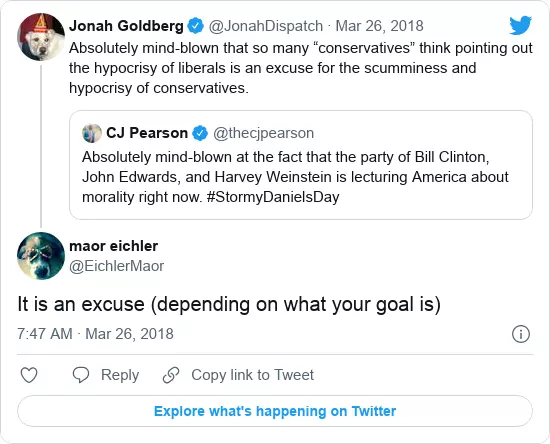 Jonah Goldberg @JonahDispatch · Mar 26, 2018
Absolutely mind-blown that so many “conservatives” think pointing out
the hypocrisy of liberals is an excuse for the scumminess and
hypocrisy of conservatives.
CJ Pearson @thecjpearson
Absolutely mind-blown at the fact that the party of Bill Clinton,
John Edwards, and Harvey Weinstein is lecturing America about
morality right now. #StormyDanielsDay
maor eichler
@EichlerMaor
It is an excuse (depending on what your goal is)
7:47 AM · Mar 26, 2018
Reply Copy link to Tweet
Explore what's happening on Twitter